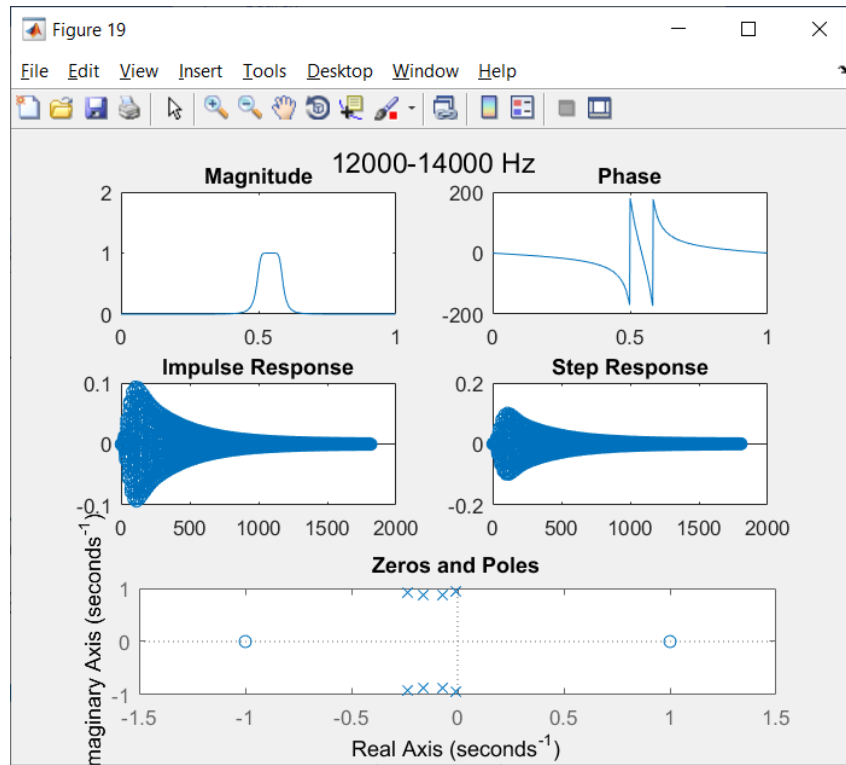 Figure 19
File Edit View Insert Tools Desktop Window Help
12000-14000 Hz
Magnitude
2
1
0
0 0.5 1
Phase
200
0
-200
0 0.5 1
Impulse Response
0.1
0
-0.1
0 500 1000 1500 2000
Step Response
0.2
0
-0.2
0 500 1000 1500 2000
Zeros and Poles
maginary Axis (seconds⁻¹)
1
0
-1
-1.5 -1 -0.5 0 0.5 1 1.5
Real Axis (seconds⁻¹)